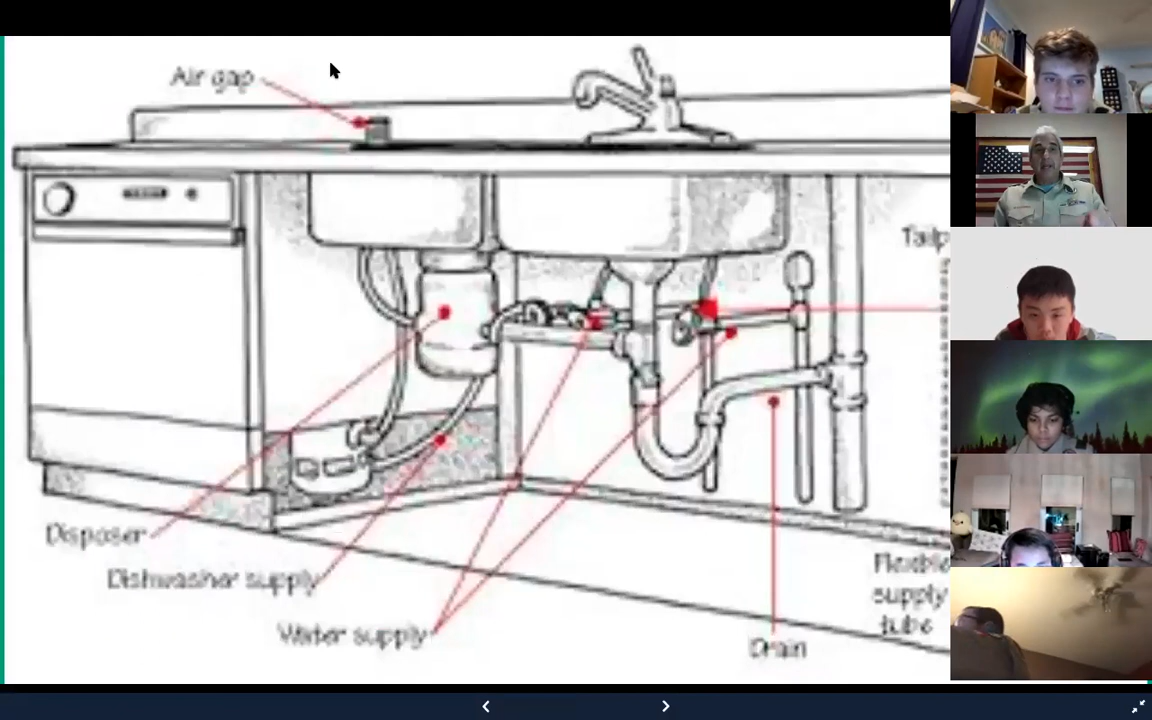 Air gap
Tailp
Disposer
Dishwasher supply
Water supply
Drain
Flexible
supply
tube